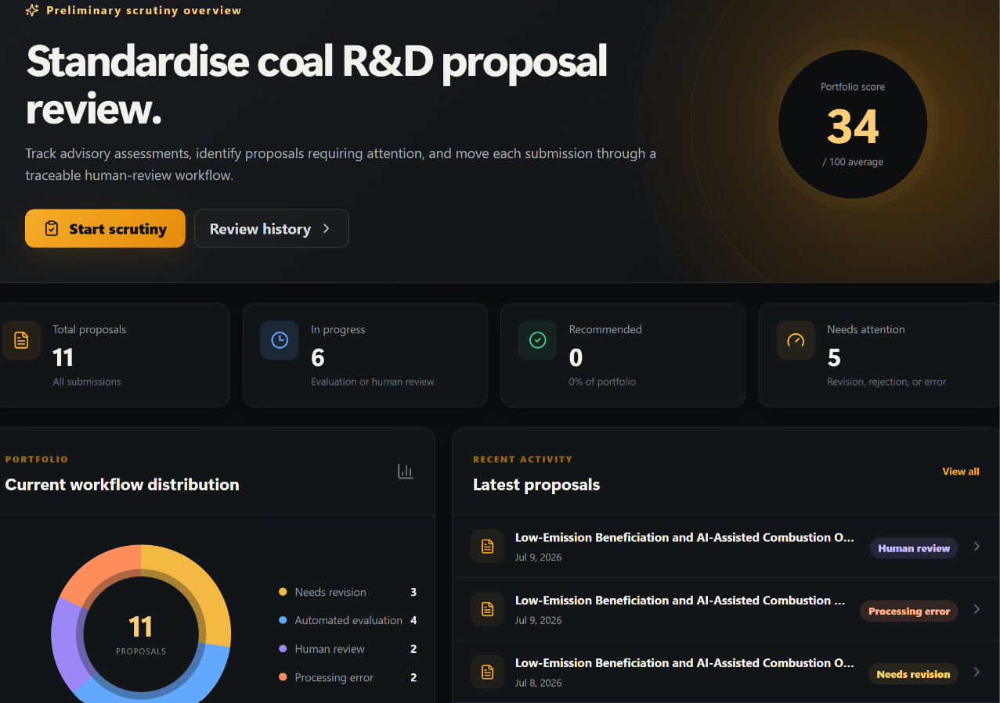 Preliminary scrutiny overview
Standardise coal R&D proposal
review.
Track advisory assessments, identify proposals requiring attention, and move each submission through a
traceable human-review workflow.
Start scrutiny
Review history
Portfolio score
34
/ 100 average
Total proposals
11
All submissions
In progress
6
Evaluation or human review
Recommended
0
0% of portfolio
Needs attention
5
Revision, rejection, or error
PORTFOLIO
Current workflow distribution
11
PROPOSALS
Needs revision 3
Automated evaluation 4
Human review 2
Processing error 2
RECENT ACTIVITY
Latest proposals
View all
Low-Emission Beneficiation and AI-Assisted Combustion O...
Jul 9, 2026
Human review
Low-Emission Beneficiation and AI-Assisted Combustion ...
Jul 9, 2026
Processing error
Low-Emission Beneficiation and AI-Assisted Combustion O...
Jul 8, 2026
Needs revision